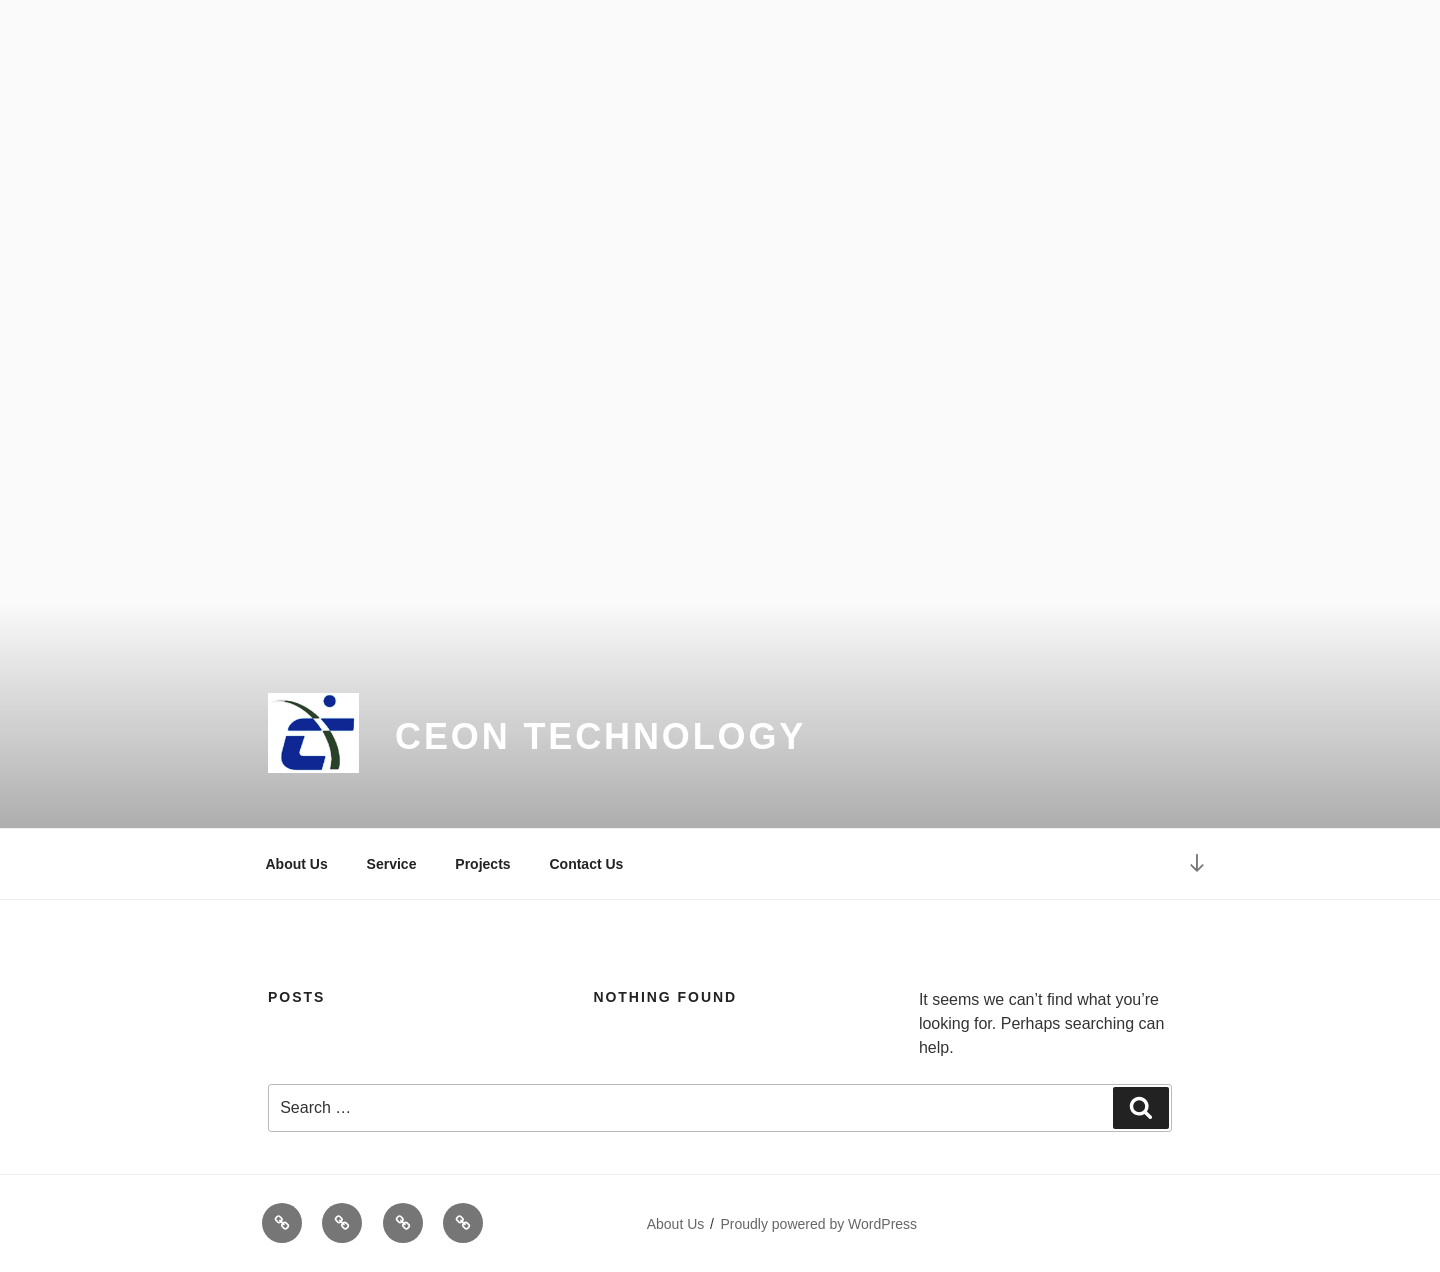 CEON TECHNOLOGY
About Us
Service
Projects
Contact Us
POSTS
NOTHING FOUND
It seems we can’t find what you’re
looking for. Perhaps searching can
help.
Search …
About Us / Proudly powered by WordPress